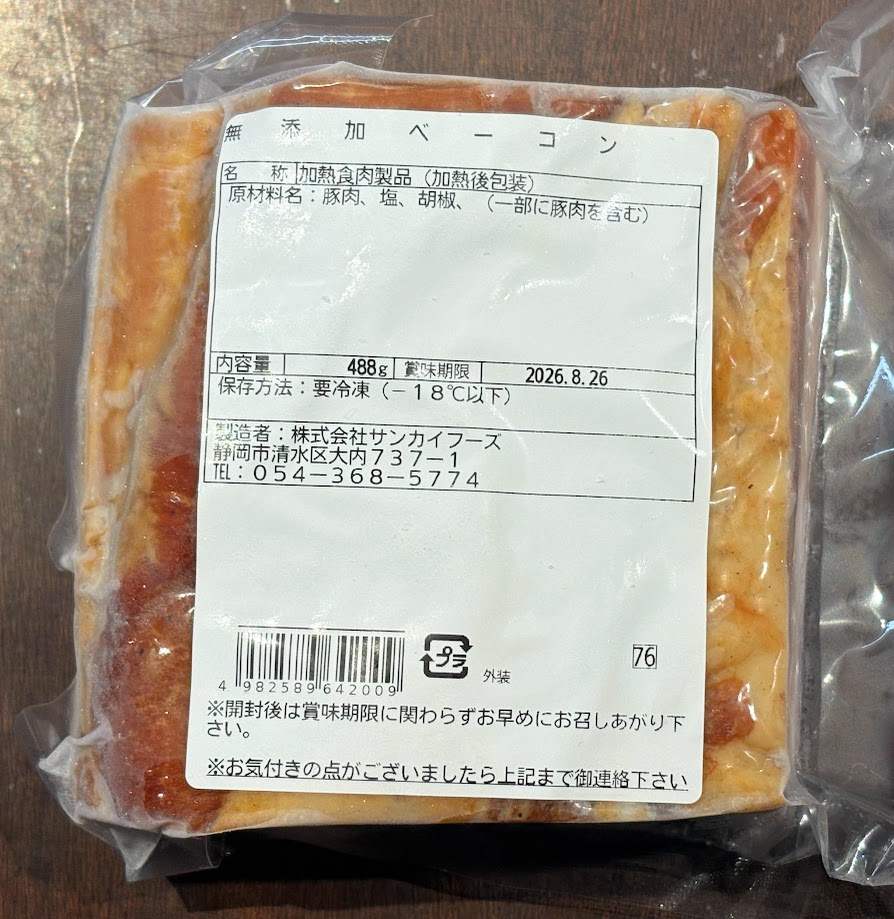 無添加ベーコン
名 称 加熱食肉製品（加熱後包装）
原材料名：豚肉、塩、胡椒、（一部に豚肉を含む）
内容量 488g 賞味期限 2026.8.26
保存方法：要冷凍（－１８℃以下）
製造者：株式会社サンカイフーズ
静岡市清水区大内７３７－１
TEL：０５４－３６８－５７７４
プラ 外装 76
4 982589 642009
※開封後は賞味期限に関わらずお早めにお召しあがり下
さい。
※お気付きの点がございましたら上記まで御連絡下さい